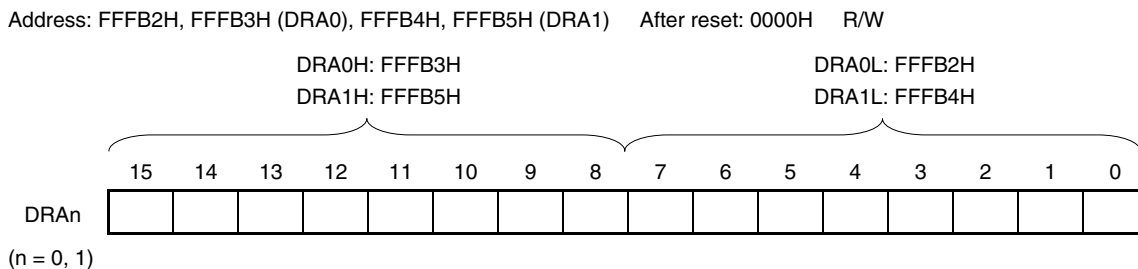 Address: FFFB2H, FFFB3H (DRA0), FFFB4H, FFFB5H (DRA1) After reset: 0000H R/W
DRA0H: FFFB3H DRA0L: FFFB2H
DRA1H: FFFB5H DRA1L: FFFB4H
15 14 13 12 11 10 9 8 7 6 5 4 3 2 1 0
DRAn
(n = 0, 1)